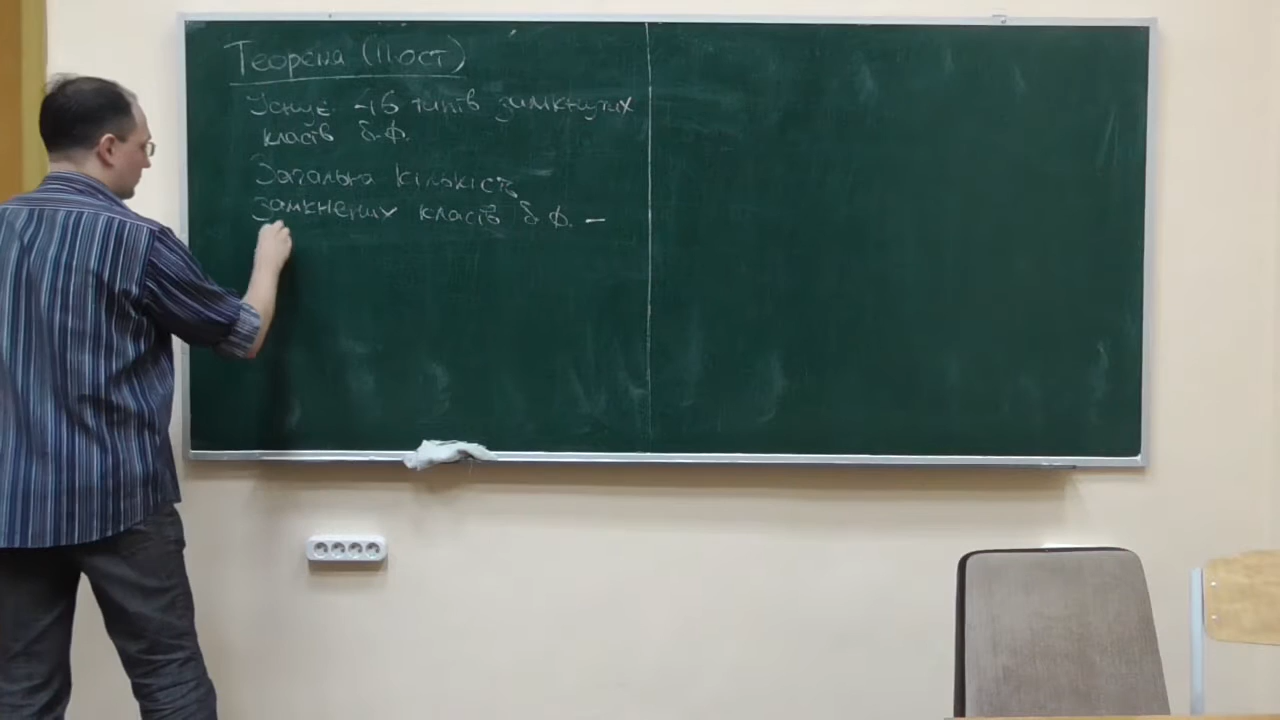 Теорема (Пост)
Існує 46 типів замкнутих
класів б.ф.
Загальна кількість
замкнених класів б.ф. –